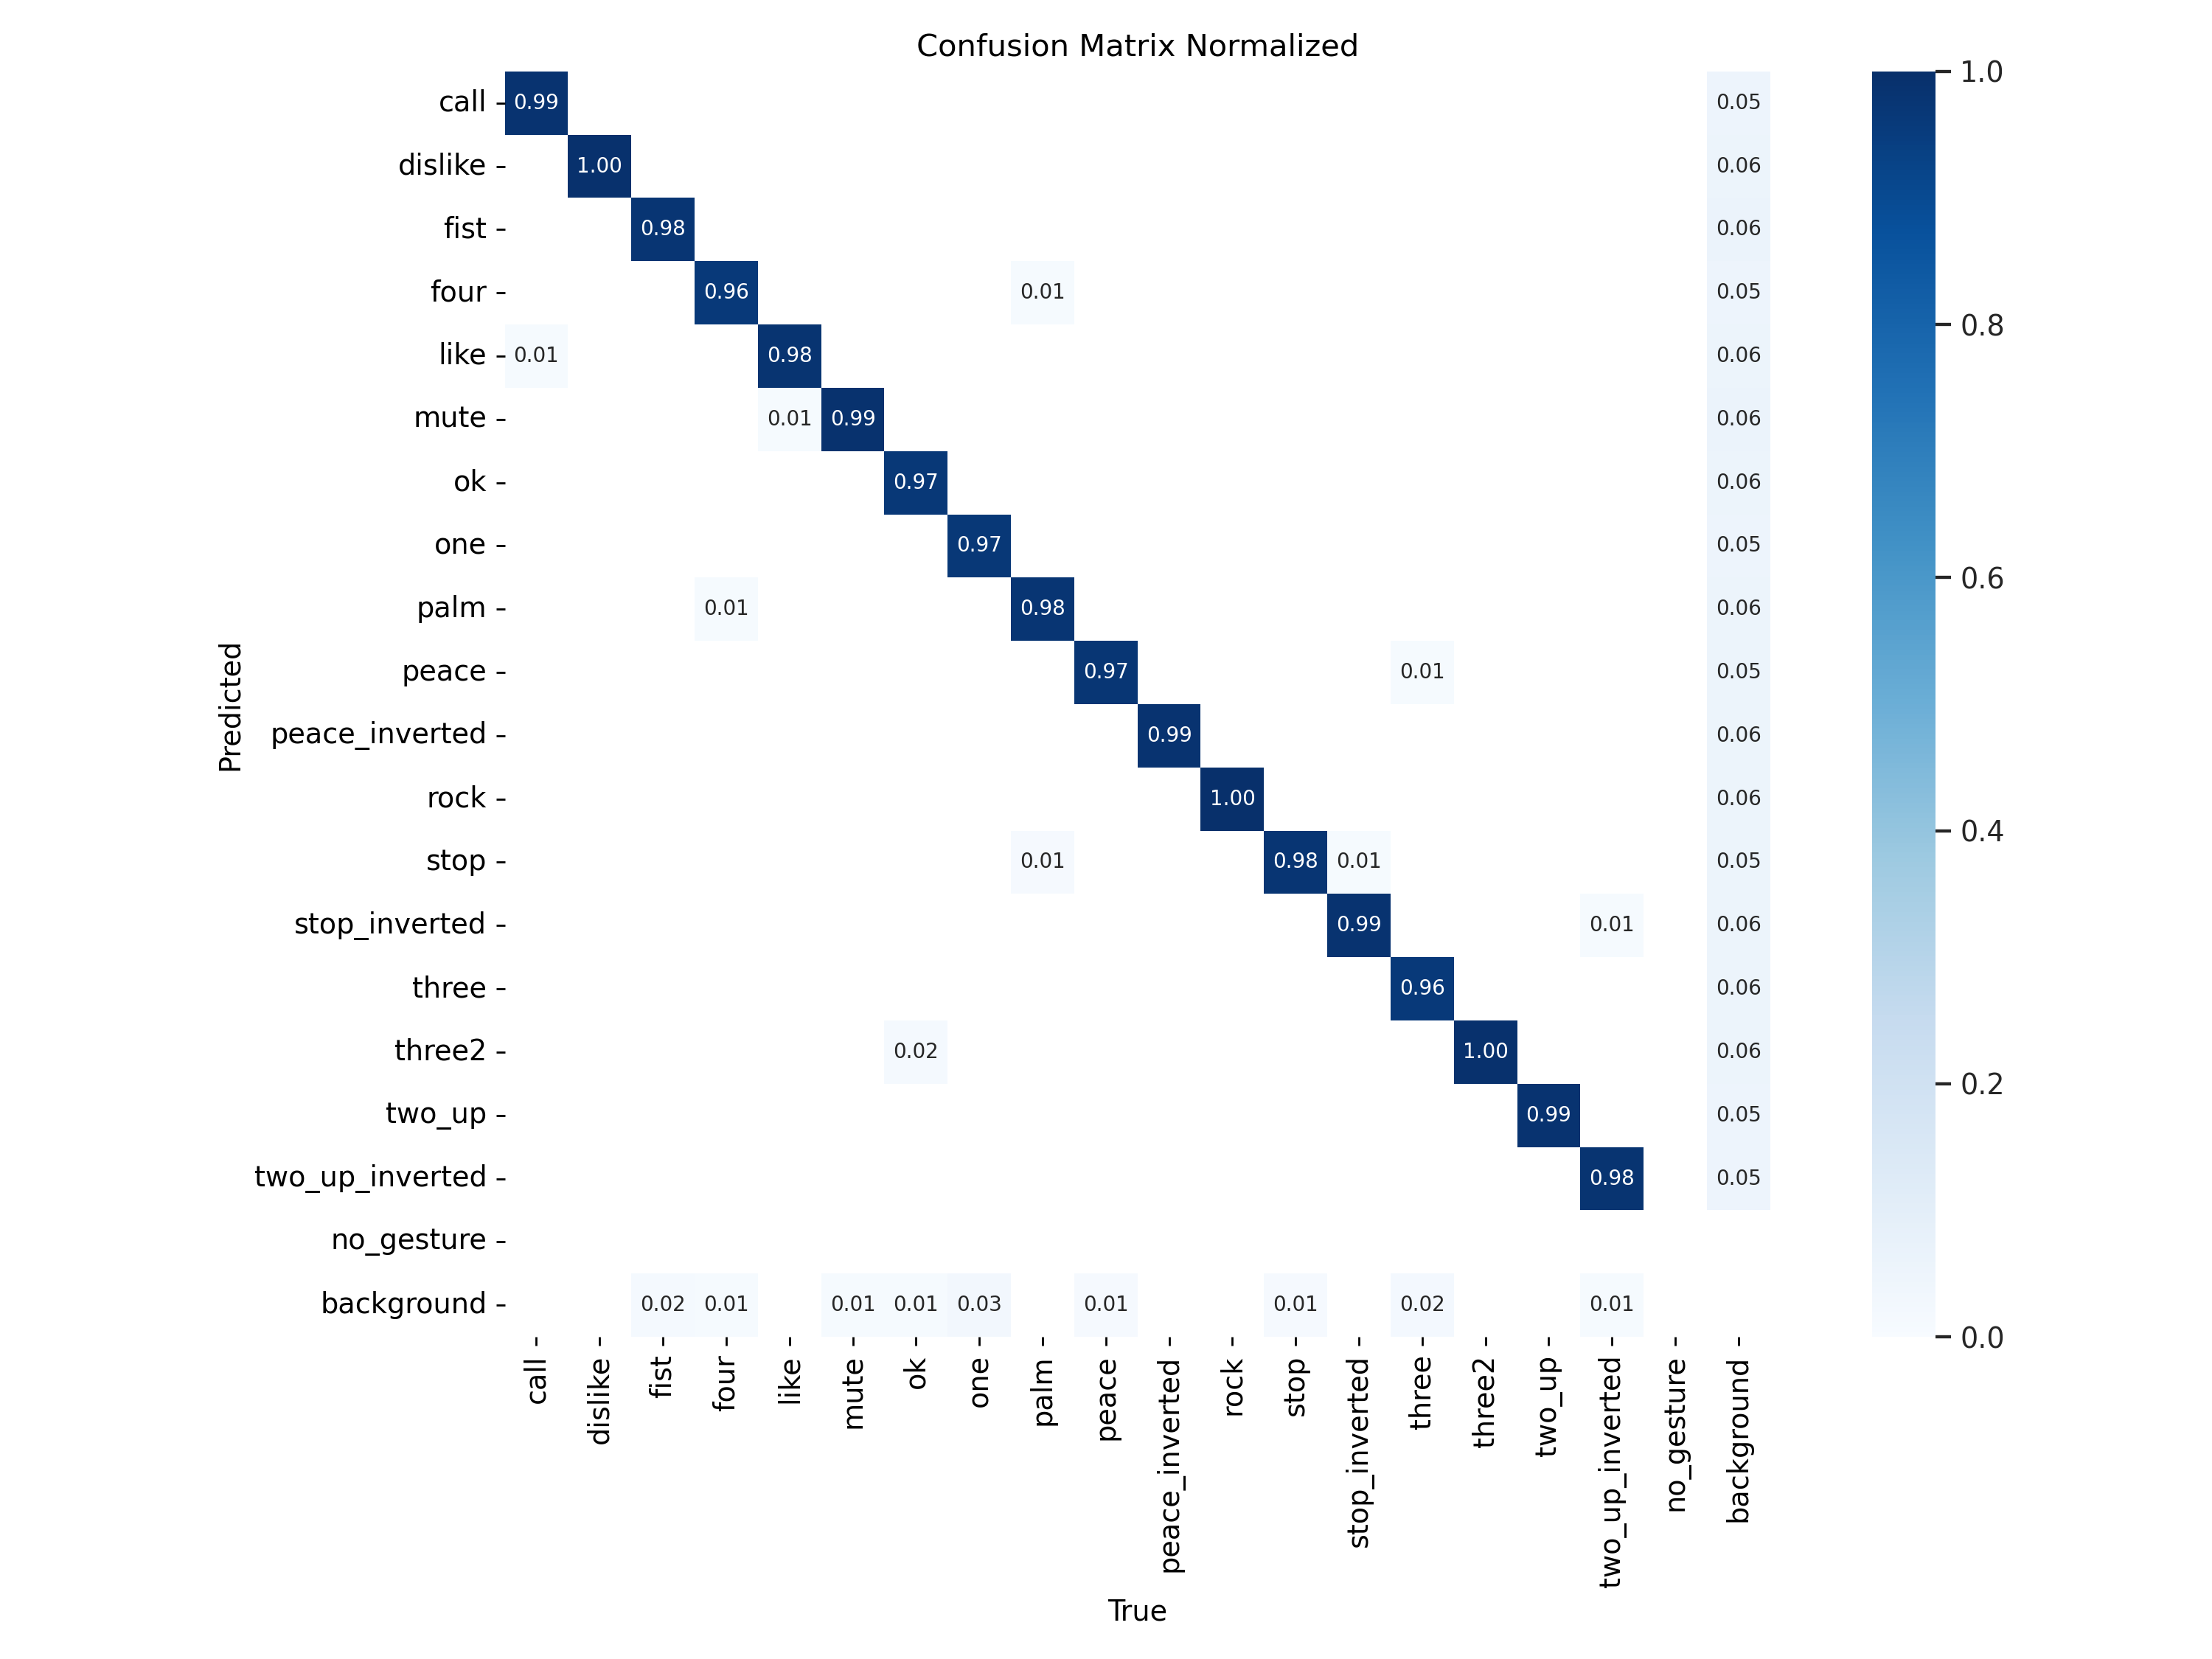 Confusion Matrix Normalized
call 0.99 0.05
dislike 1.00 0.06
fist 0.98 0.06
four 0.96 0.01 0.05
like 0.01 0.98 0.06
mute 0.01 0.99 0.06
ok 0.97 0.06
one 0.97 0.05
palm 0.01 0.98 0.06
peace 0.97 0.01 0.05
peace_inverted 0.99 0.06
rock 1.00 0.06
stop 0.01 0.98 0.01 0.05
stop_inverted 0.99 0.01 0.06
three 0.96 0.06
three2 0.02 1.00 0.06
two_up 0.99 0.05
two_up_inverted 0.98 0.05
no_gesture
background 0.02 0.01 0.01 0.01 0.03 0.01 0.01 0.02 0.01
Predicted
call
dislike
fist
four
like
mute
ok
one
palm
peace
peace_inverted
rock
stop
stop_inverted
three
three2
two_up
two_up_inverted
no_gesture
background
True
1.0
0.8
0.6
0.4
0.2
0.0